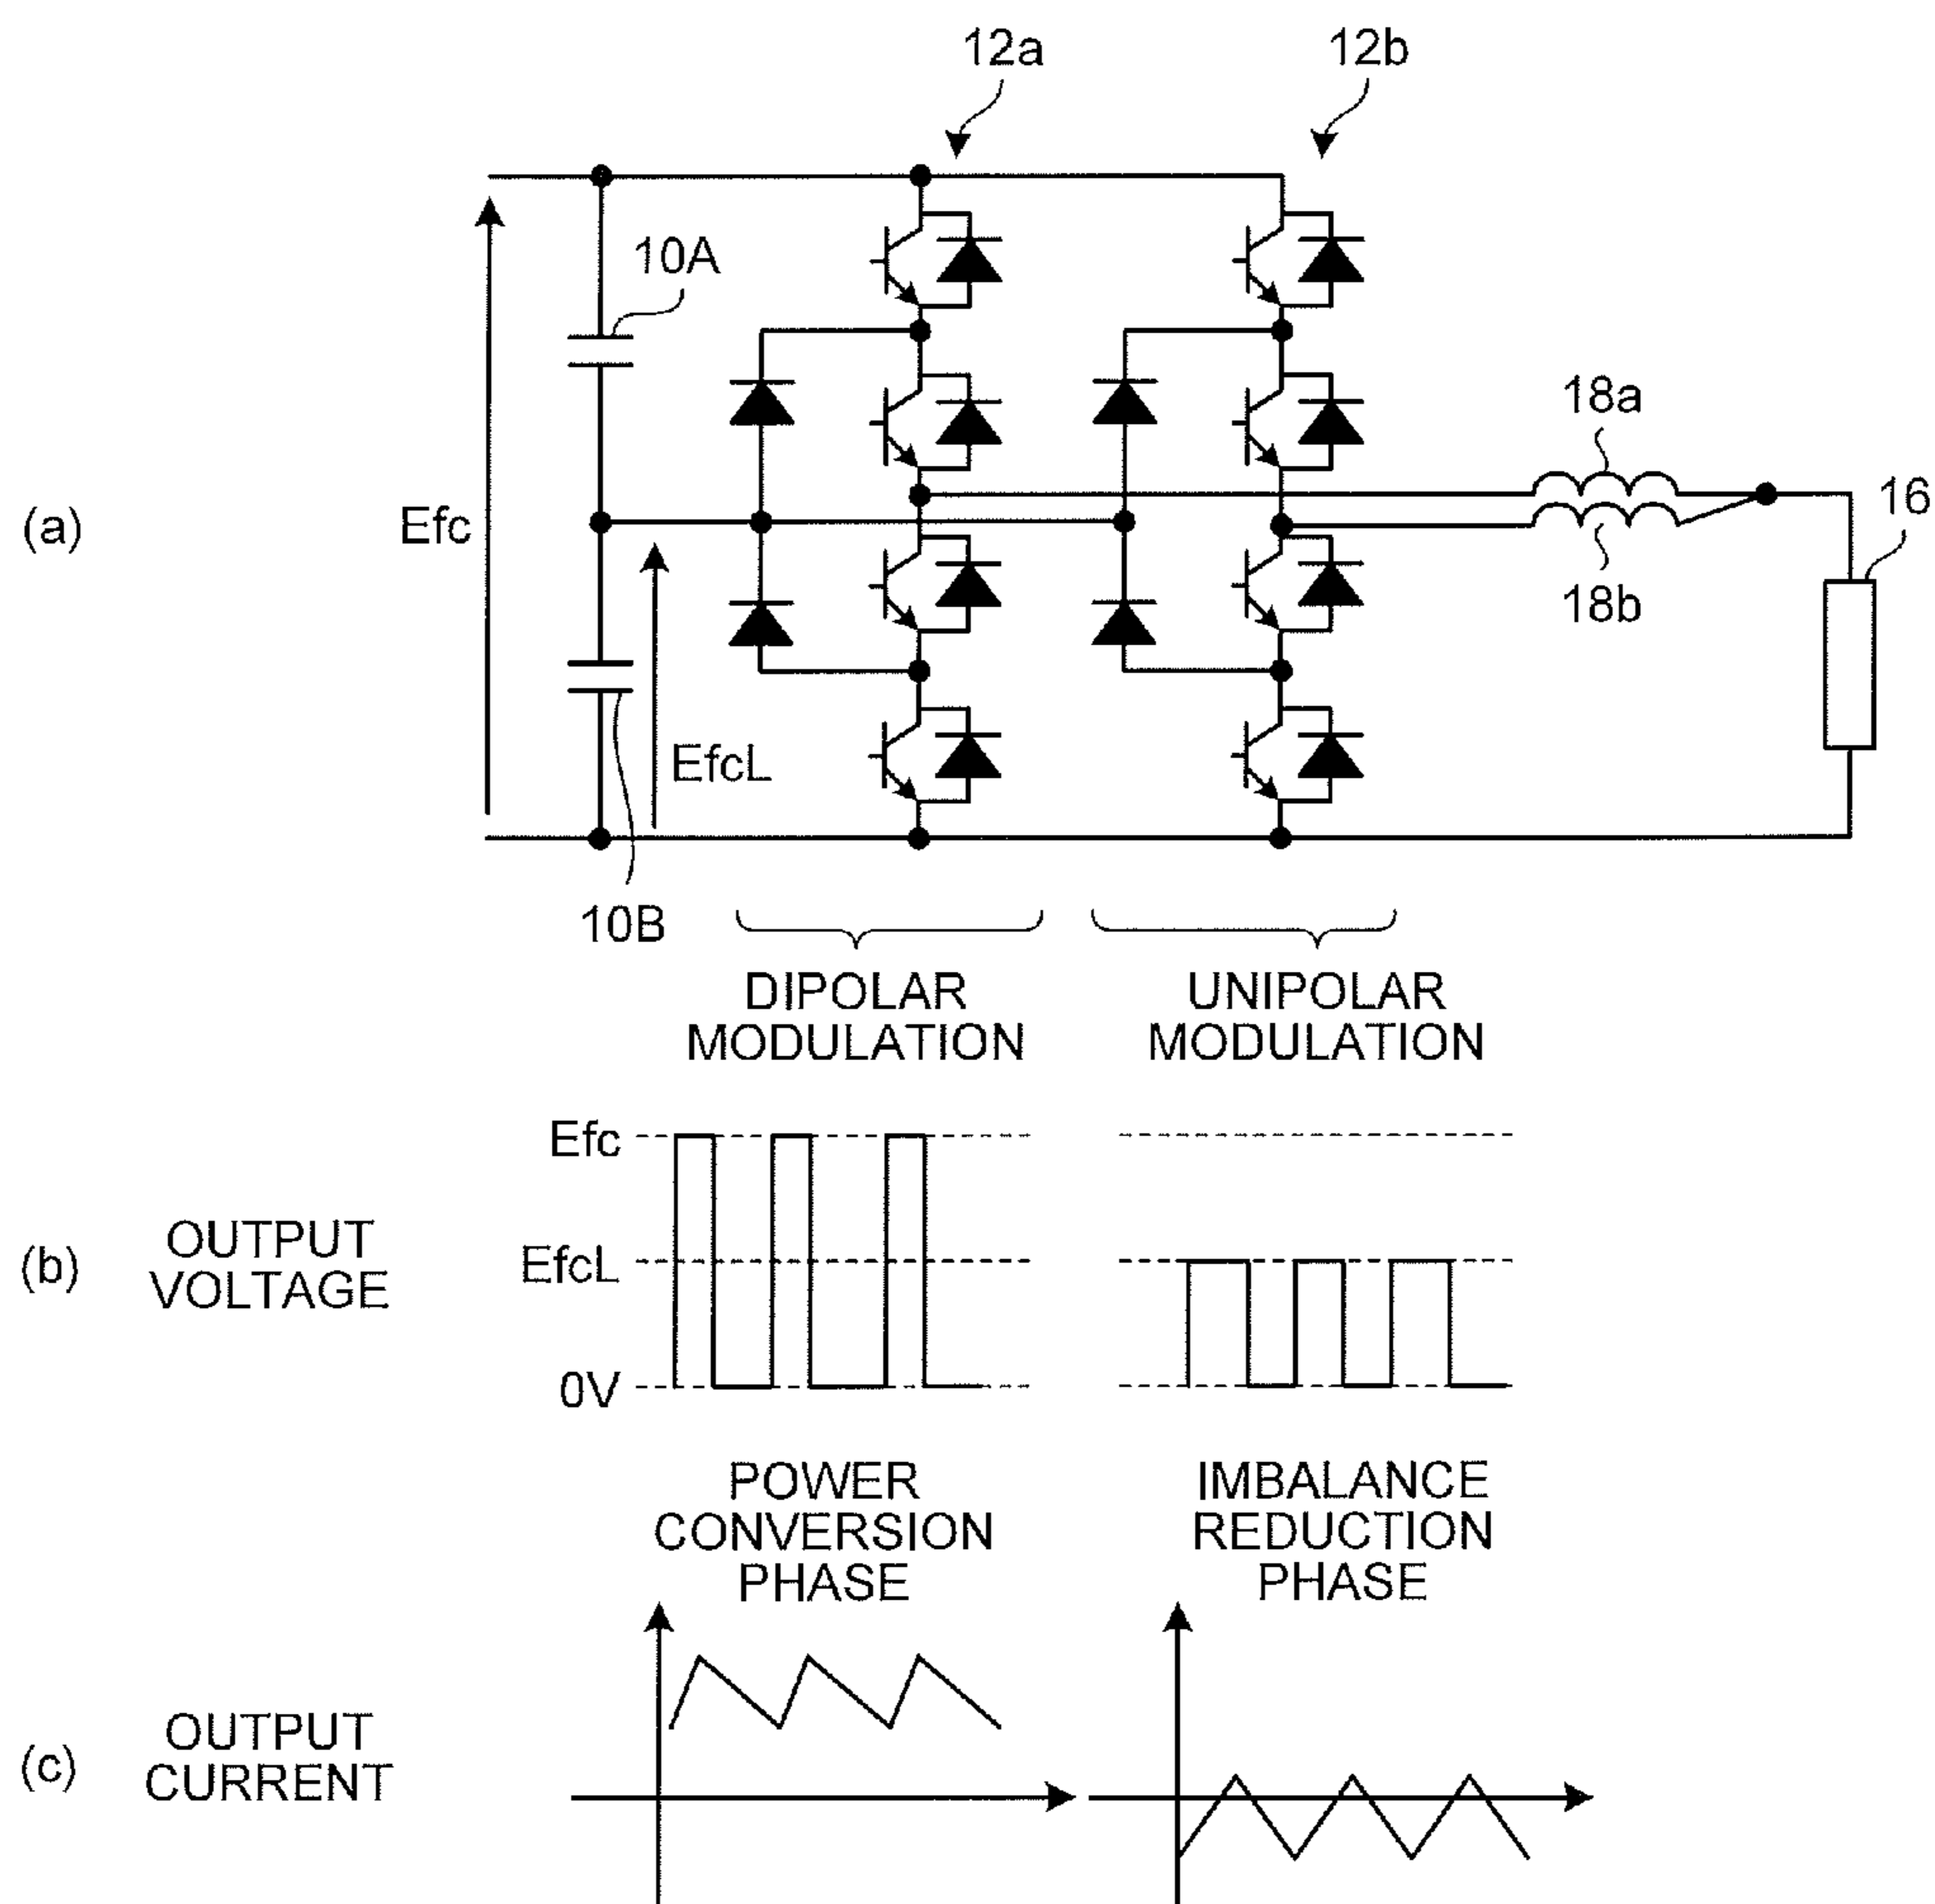 12a 12b
10A
18a
16
(a) Efc
18b
EfcL
10B
DIPOLAR
MODULATION
UNIPOLAR
MODULATION
Efc
(b) OUTPUT
VOLTAGE
EfcL
0V
POWER
CONVERSION
PHASE
IMBALANCE
REDUCTION
PHASE
(c) OUTPUT
CURRENT